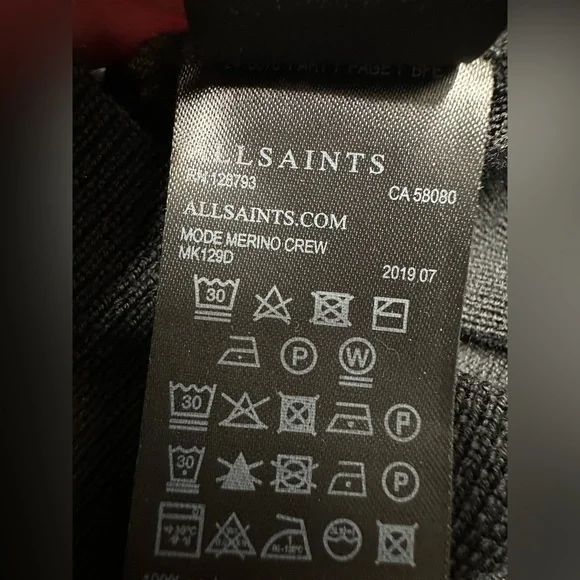 ALLSAINTS
RN 128793 CA 58080
ALLSAINTS.COM
MODE MERINO CREW
MK129D 2019 07
30
P W
30 P
30 P